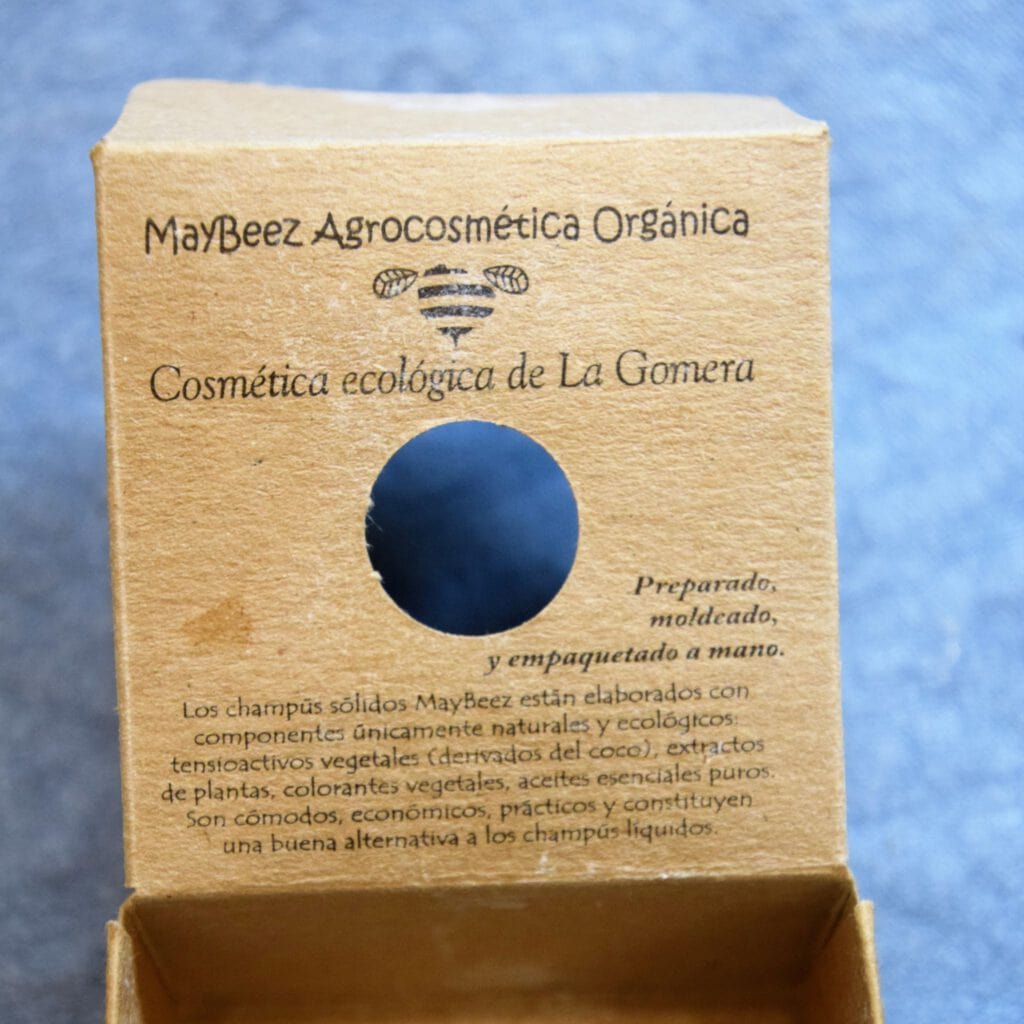 MayBeez Agrocosmética Orgánica
Cosmética ecológica de La Gomera
Preparado,
moldeado,
y empaquetado a mano.
Los champús sólidos MayBeez están elaborados con
componentes únicamente naturales y ecológicos:
tensioactivos vegetales (derivados del coco), extractos
de plantas, colorantes vegetales, aceites esenciales puros.
Son cómodos, económicos, prácticos y constituyen
una buena alternativa a los champús líquidos.